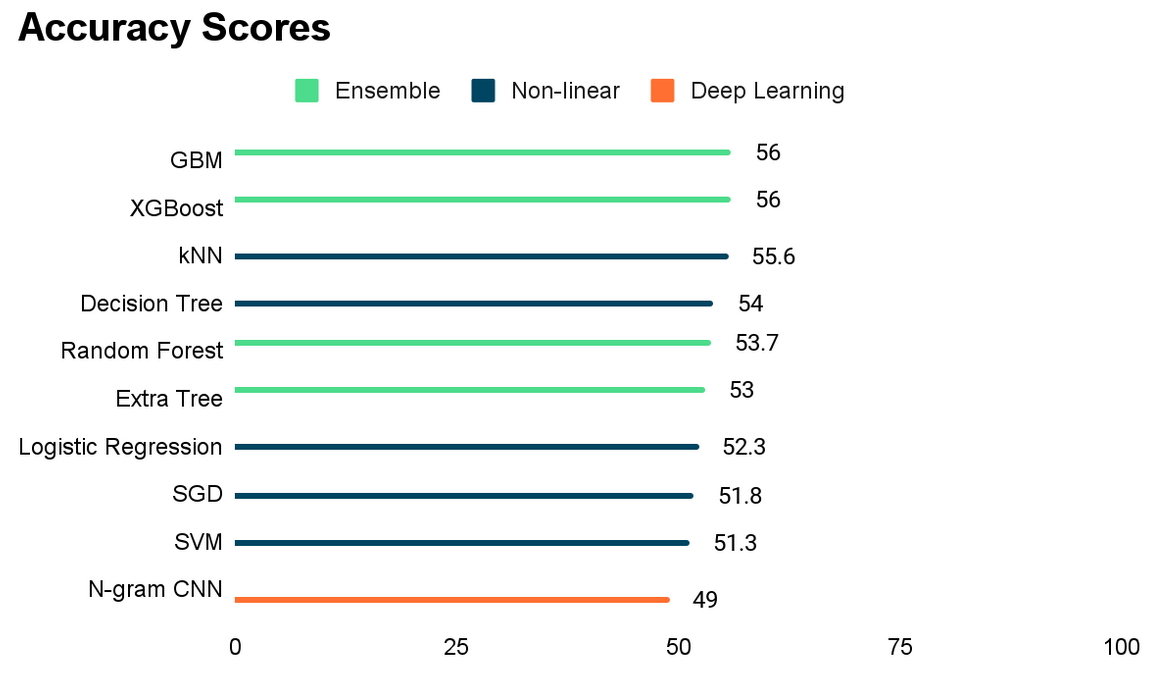 Accuracy Scores
Ensemble Non-linear Deep Learning
GBM 56
XGBoost 56
kNN 55.6
Decision Tree 54
Random Forest 53.7
Extra Tree 53
Logistic Regression 52.3
SGD 51.8
SVM 51.3
N-gram CNN 49
0 25 50 75 100